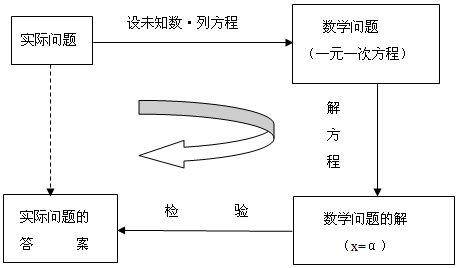 实际问题
设未知数·列方程
数学问题
(一元一次方程)
解
方
程
实际问题的
答 案
检 验
数学问题的解
(x=α)